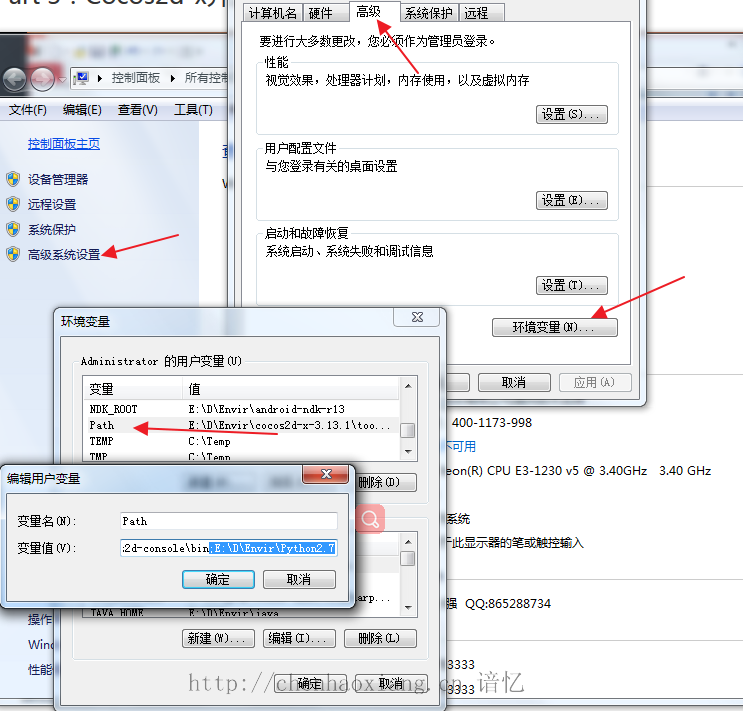 计算机名 硬件 高级 系统保护 远程
要进行大多数更改，您必须作为管理员登录。
性能
视觉效果，处理器计划，内存使用，以及虚拟内存
设置(S)...
用户配置文件
与您登录有关的桌面设置
设置(E)...
启动和故障恢复
系统启动、系统失败和调试信息
设置(T)...
环境变量(N)...
取消 应用(A)
控制面板 所有控
文件(F) 编辑(E) 查看(V) 工具(T)
控制面板主页
设备管理器
远程设置
系统保护
高级系统设置
环境变量
Administrator 的用户变量(U)
变量 值
NDK_ROOT E:\D\Envir\android-ndk-r13
Path E:\D\Envir\cocos2d-x-3.13.1\too...
TEMP C:\Temp
TMP C:\Temp
删除(D)
编辑用户变量
变量名(N): Path
变量值(V): :2d-console\bin;E:\D\Envir\Python2.7
确定 取消
arp...
JAVA_HOME E:\D\Envir\java
新建(W)... 编辑(I)... 删除(L)
确定 取消
400-1173-998
不可用
eon(R) CPU E3-1230 v5 @ 3.40GHz 3.40 GHz
系统
于此显示器的笔或触控输入
强 QQ:865288734
3333
3333
操作
Wind
性能
http://chenhaoxiang.cn 谙忆